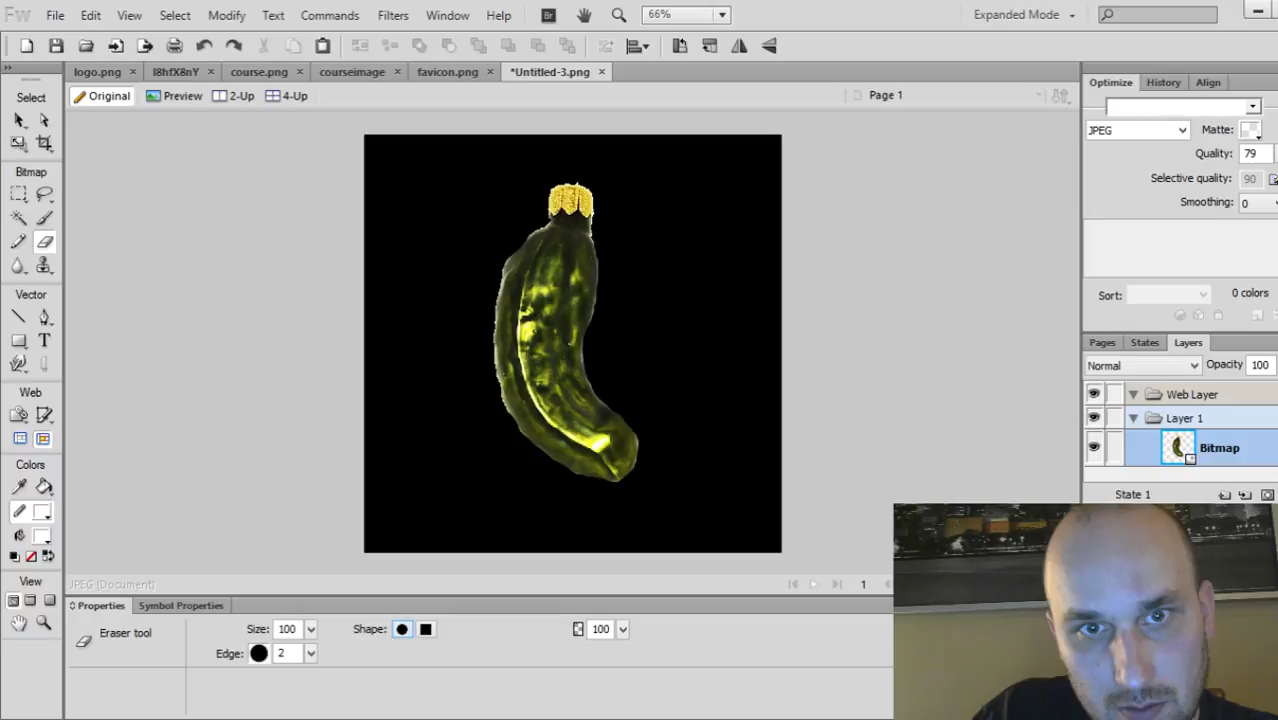 Fw File Edit View Select Modify Text Commands Filters Window Help Br 66% Expanded Mode
logo.png × l8hfX8nY × course.png × courseimage × favicon.png × *Untitled-3.png ×
Original Preview 2-Up 4-Up Page 1
Select
Bitmap
Vector
T
Web
Colors
View
Optimize History Align
JPEG Matte:
Quality: 79
Selective quality: 90
Smoothing: 0
Sort: 0 colors
Pages States Layers
Normal Opacity 100
Web Layer
Layer 1
Bitmap
State 1
JPEG (Document) 1
Properties Symbol Properties
Eraser tool Size: 100 Shape: 100
Edge: 2